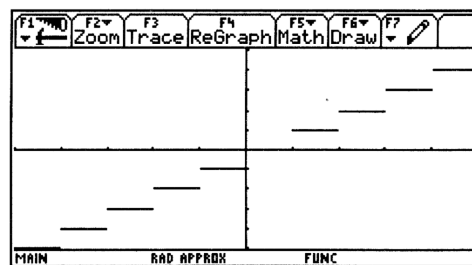 F1 F2 F3 F4 F5 F6 F7
Zoom Trace ReGraph Math Draw
MAIN RAD APPROX FUNC